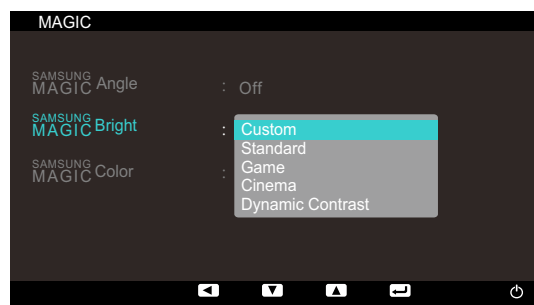 MAGIC
SAMSUNG
MAGIC Angle : Off
SAMSUNG
MAGIC Bright : Custom
Standard
Game
Cinema
Dynamic Contrast
SAMSUNG
MAGIC Color :